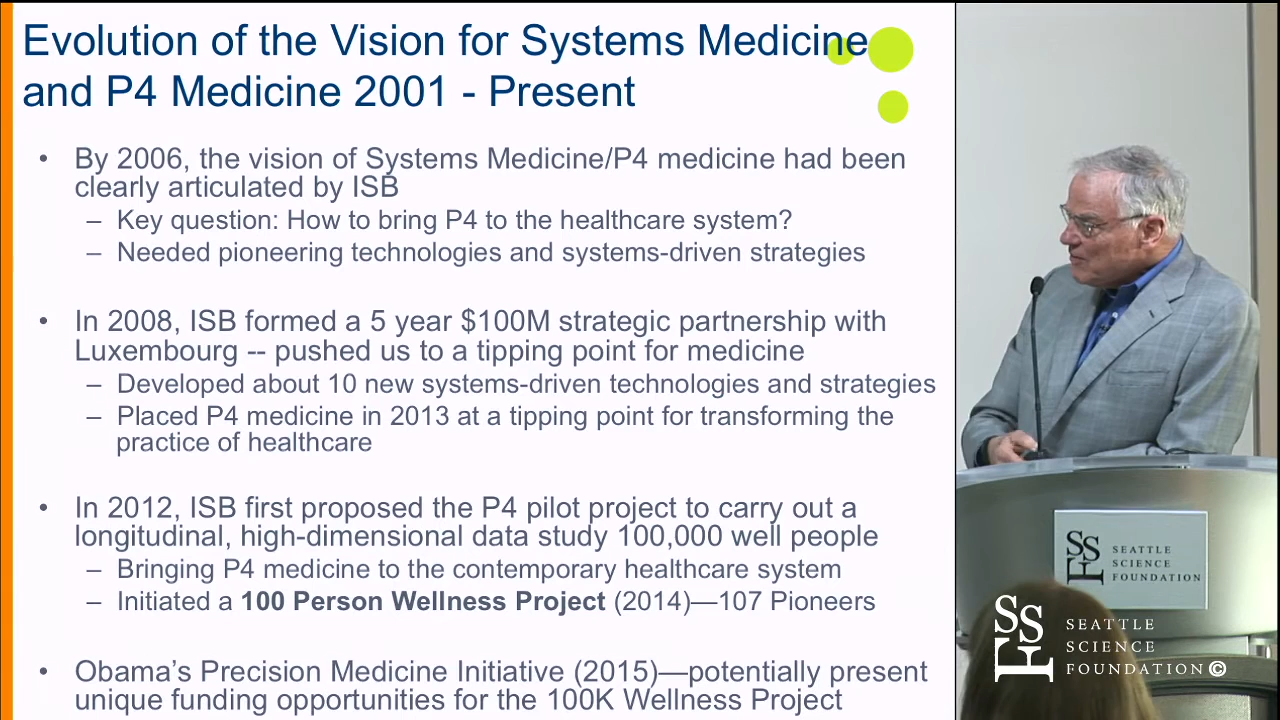 Evolution of the Vision for Systems Medicine
and P4 Medicine 2001 - Present
• By 2006, the vision of Systems Medicine/P4 medicine had been
clearly articulated by ISB
– Key question: How to bring P4 to the healthcare system?
– Needed pioneering technologies and systems-driven strategies
• In 2008, ISB formed a 5 year $100M strategic partnership with
Luxembourg -- pushed us to a tipping point for medicine
– Developed about 10 new systems-driven technologies and strategies
– Placed P4 medicine in 2013 at a tipping point for transforming the
practice of healthcare
• In 2012, ISB first proposed the P4 pilot project to carry out a
longitudinal, high-dimensional data study 100,000 well people
– Bringing P4 medicine to the contemporary healthcare system
– Initiated a 100 Person Wellness Project (2014)—107 Pioneers
• Obama’s Precision Medicine Initiative (2015)—potentially present
unique funding opportunities for the 100K Wellness Project
SSF
SEATTLE
SCIENCE
FOUNDATION
SSF
SEATTLE
SCIENCE
FOUNDATION©